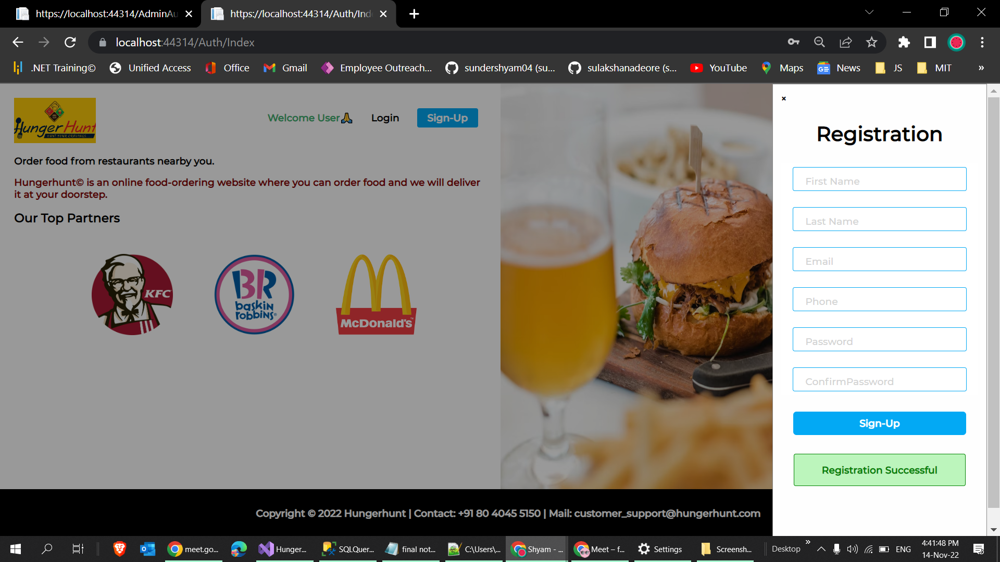 https://localhost:44314/AdminAu
https://localhost:44314/Auth/Ind
localhost:44314/Auth/Index
.NET Training©
Unified Access
Office
Gmail
Employee Outreach...
sundershyam04 (su...
sulakshanadeore (s...
YouTube
Maps
News
JS
MIT
»
Hunger Hunt
HUNT YOUR CRAVINGS.....
Welcome User🙏
Login
Sign-Up
Order food from restaurants nearby you.
Hungerhunt© is an online food-ordering website where you can order food and we will deliver
it at your doorstep.
Our Top Partners
KFC
BR
baskin
robbins®
McDonald's™
×
Registration
First Name
Last Name
Email
Phone
Password
ConfirmPassword
Sign-Up
Registration Successful
Copyright © 2022 Hungerhunt | Contact: +91 80 4045 5150 | Mail: customer_support@hungerhunt.com
meet.go...
Hunger...
SQLQuer...
final not...
C:\Users\...
Shyam - ...
Meet – f...
Settings
Screensh...
Desktop
»
ENG
4:41:48 PM
14-Nov-22